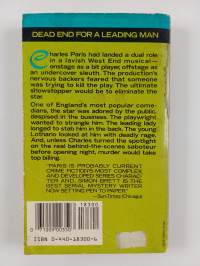 DEAD END FOR A LEADING MAN
Charles Paris had landed a dual role
in a lavish West End musical—
onstage as a bit player, offstage as
an undercover sleuth. The production's
nervous backers feared that someone
was trying to kill the play. The ultimate
showstopper would be to eliminate the
star.
One of England's most popular come-
dians, the star was adored by the public,
despised in the business. The playwright
wanted to strangle him. The leading lady
longed to stab him in the back. The young
Lothario looked at him with deadly rage.
And, unless Charles turned the spotlight
on the real behind-the-scenes saboteur
before opening night, murder would take
top billing.
"PARIS IS PROBABLY CURRENT
CRIME FICTION'S MOST COMPLEX
AND DEVELOPED SERIES CHARACTER
AND, SIMON BRETT IS THE
BEST SERIAL MYSTERY WRITER
NOW SETTING PEN TO PAPER."
—Sun-Times (Chicago)
18300
ISBN 0-440-18300-6